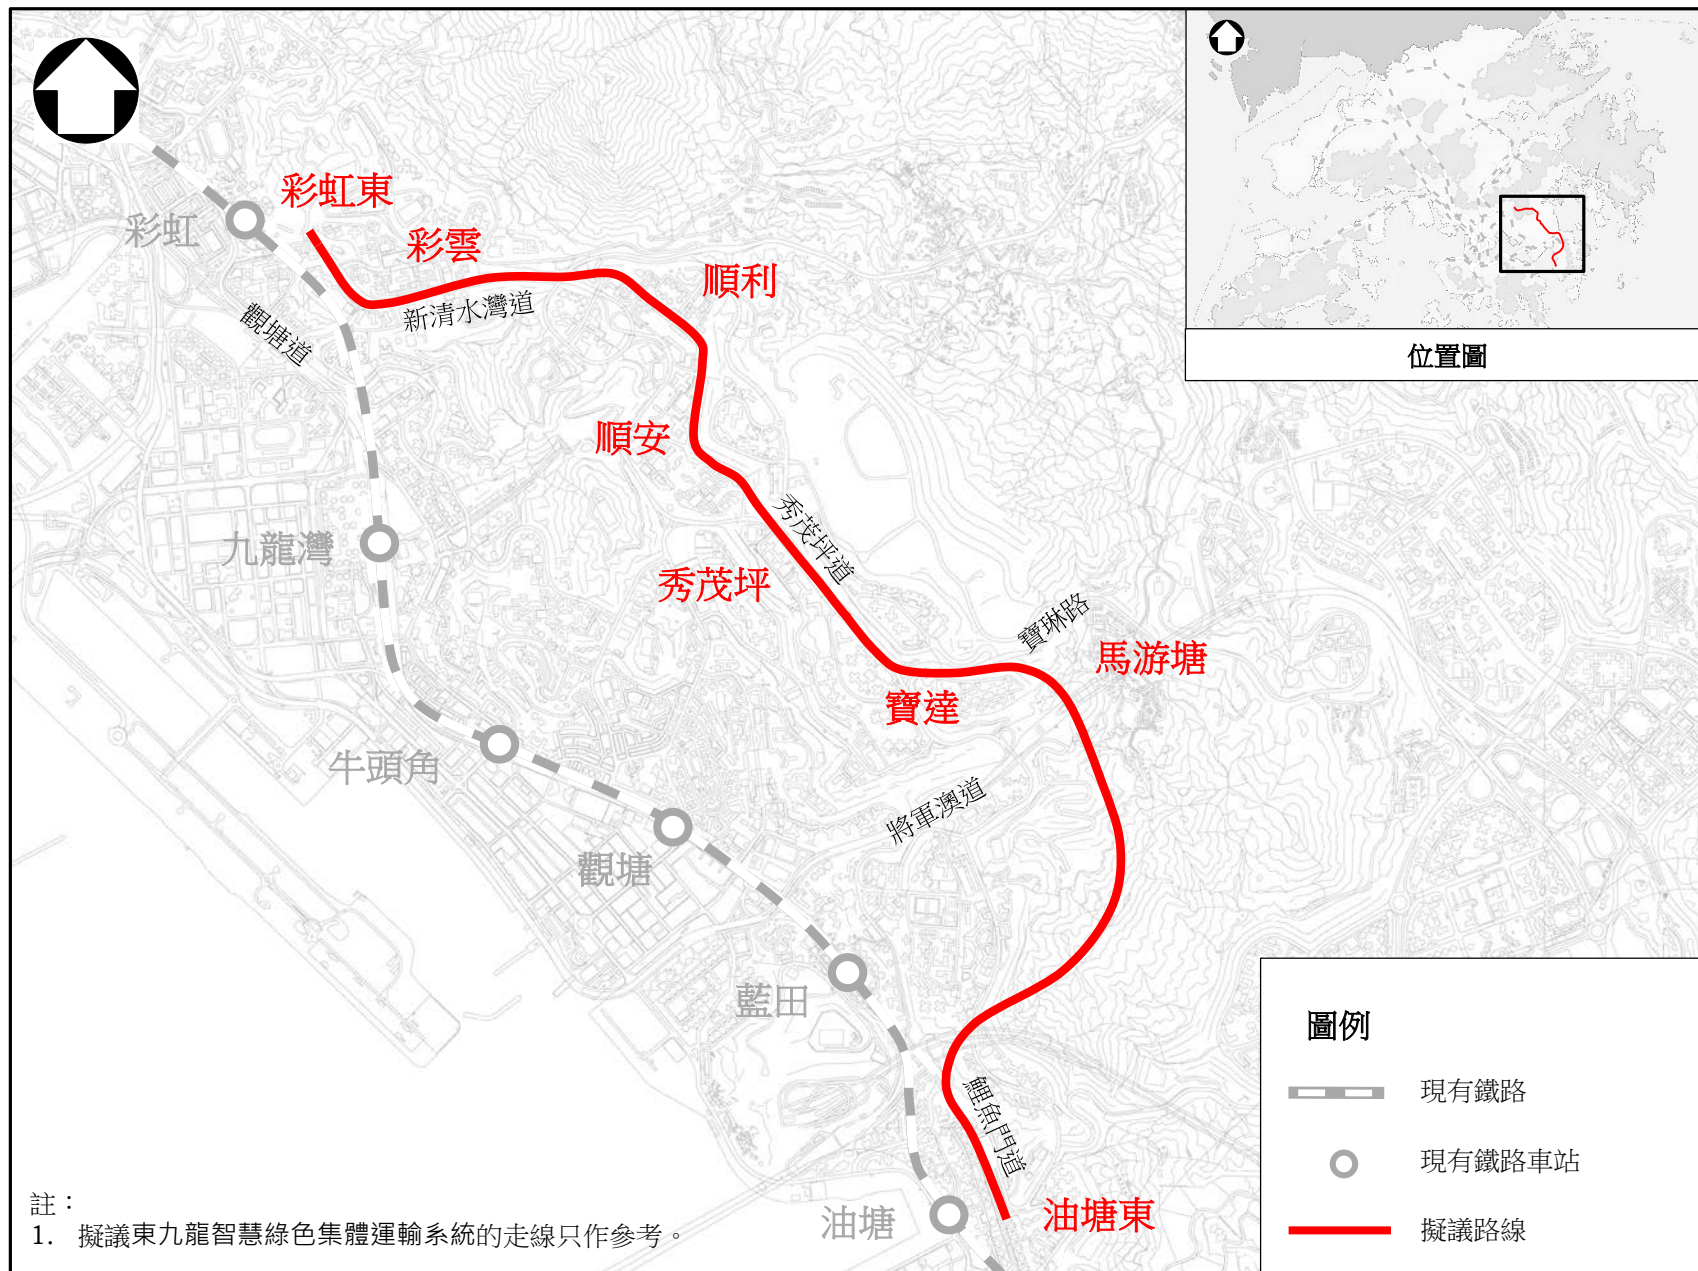 位置圖
彩虹東
彩虹
彩雲
順利
新清水灣道
觀塘道
順安
秀茂坪道
九龍灣
秀茂坪
寶琳路
馬游塘
寶達
牛頭角
將軍澳道
觀塘
藍田
鯉魚門道
油塘
油塘東
圖例
現有鐵路
現有鐵路車站
擬議路線
註：
1. 擬議東九龍智慧綠色集體運輸系統的走線只作參考。